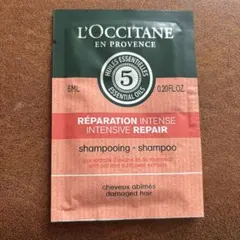 L'OCCITANE
EN PROVENCE
HUILES ESSENTIELLES
5
ESSENTIAL OILS
6ML
0.20FL.OZ
RÉPARATION INTENSE
INTENSIVE REPAIR
shampooing - shampoo
cheveux abîmés
damaged hair